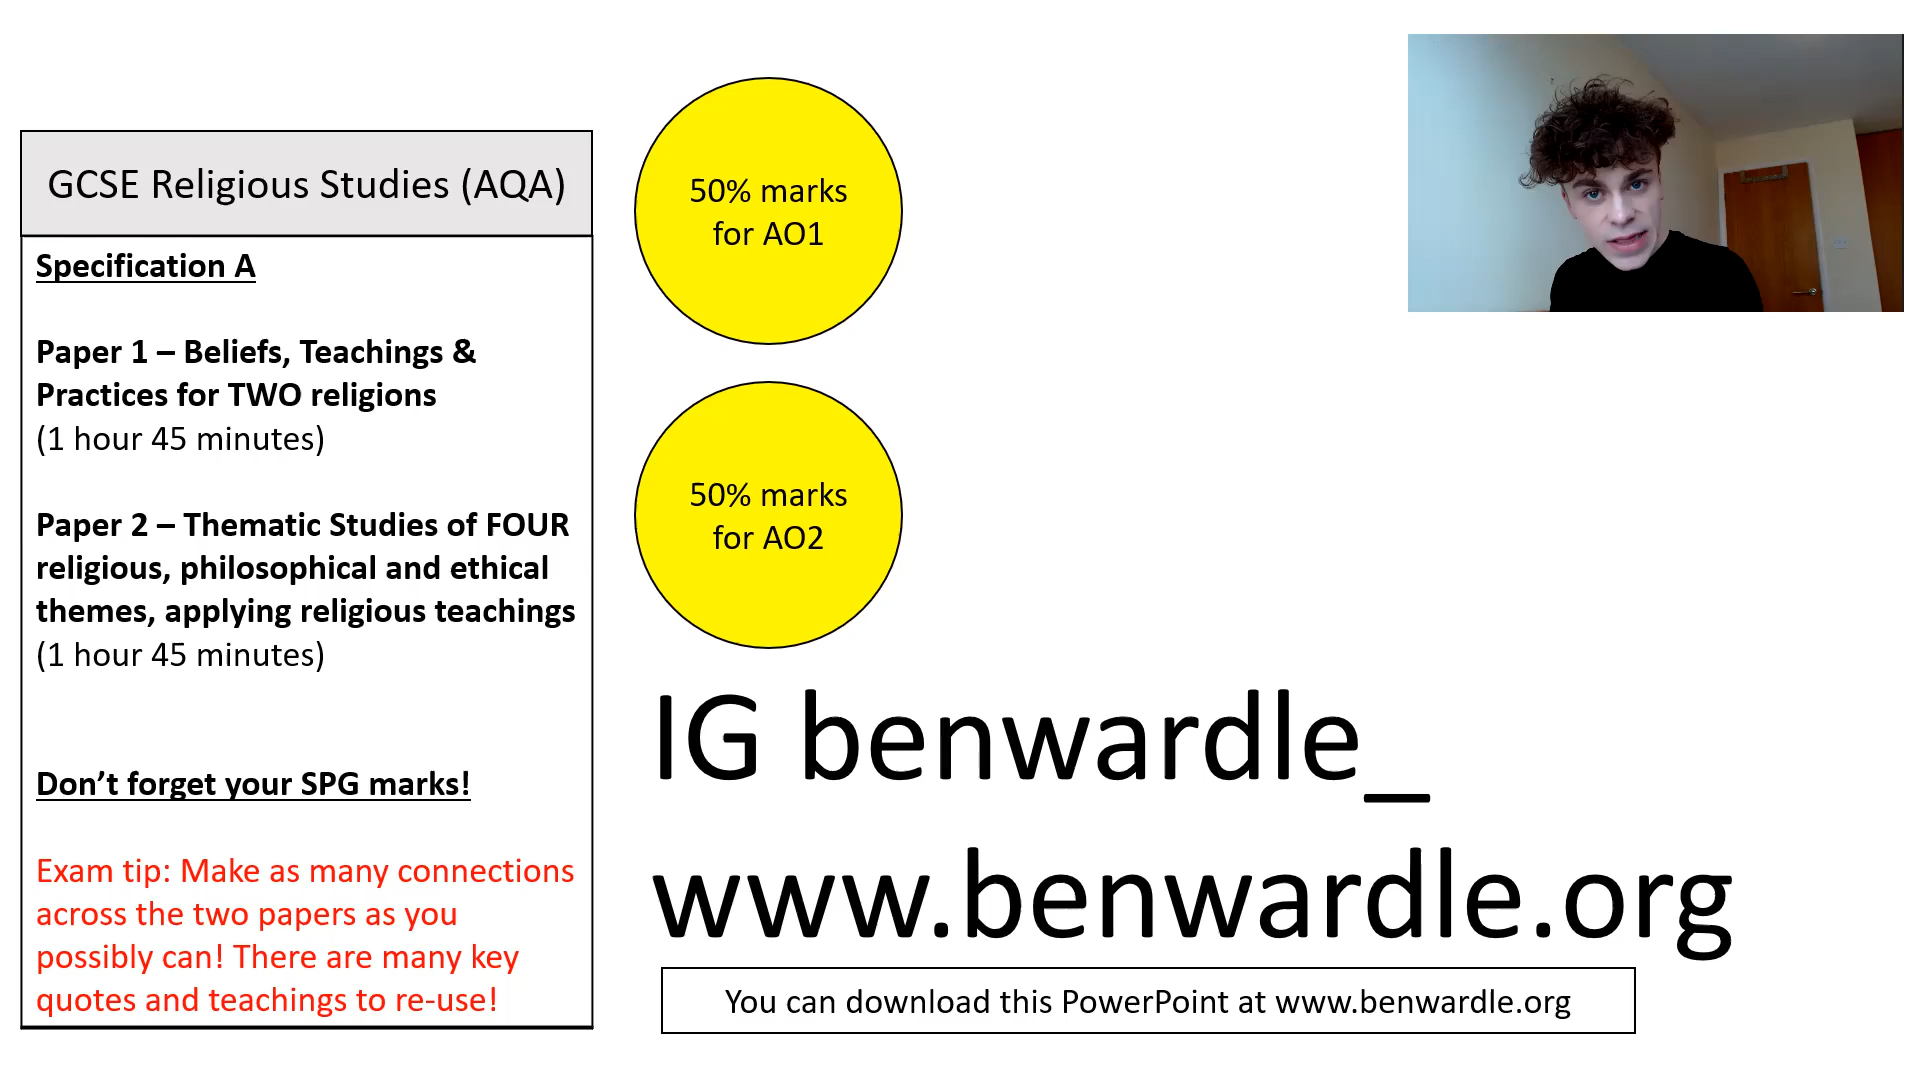 GCSE Religious Studies (AQA)
Specification A
Paper 1 – Beliefs, Teachings &
Practices for TWO religions
(1 hour 45 minutes)
Paper 2 – Thematic Studies of FOUR
religious, philosophical and ethical
themes, applying religious teachings
(1 hour 45 minutes)
Don’t forget your SPG marks!
Exam tip: Make as many connections
across the two papers as you
possibly can! There are many key
quotes and teachings to re-use!
50% marks
for AO1
50% marks
for AO2
IG benwardle_
www.benwardle.org
You can download this PowerPoint at www.benwardle.org